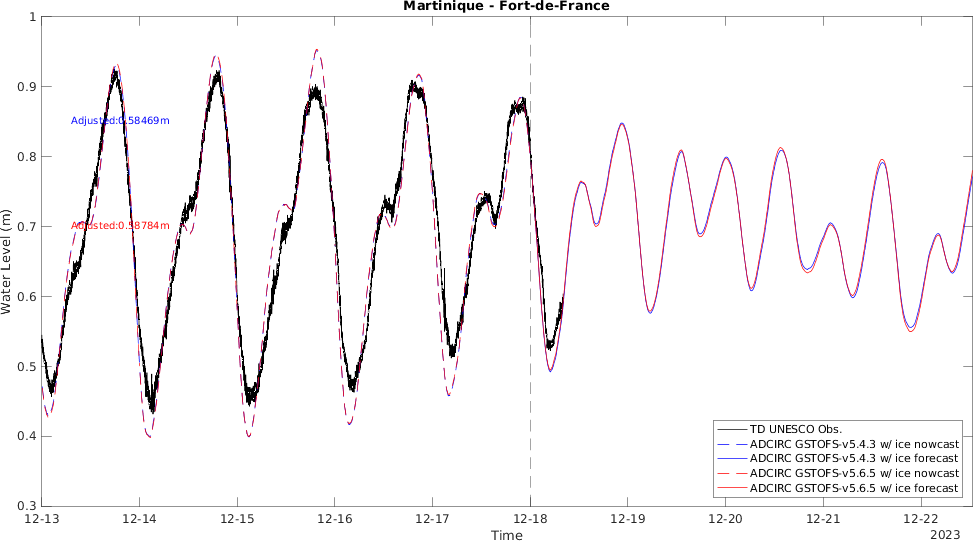 Martinique - Fort-de-France
1
0.9
0.8
0.7
0.6
0.5
0.4
0.3
Water Level (m)
Adjusted:0.58469m
Adjusted:0.58784m
TD UNESCO Obs.
ADCIRC GSTOFS-v5.4.3 w/ ice nowcast
ADCIRC GSTOFS-v5.4.3 w/ ice forecast
ADCIRC GSTOFS-v5.6.5 w/ ice nowcast
ADCIRC GSTOFS-v5.6.5 w/ ice forecast
12-13 12-14 12-15 12-16 12-17 12-18 12-19 12-20 12-21 12-22
Time
2023